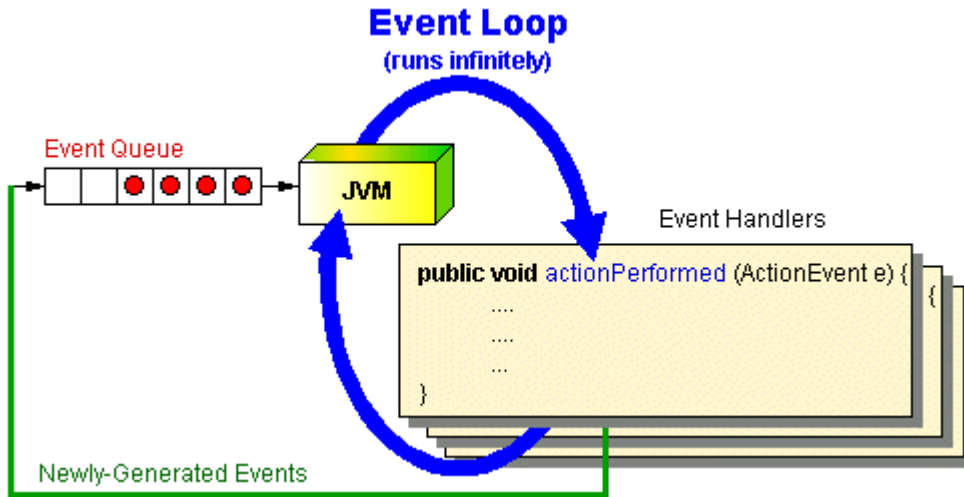 Event Loop
(runs infinitely)
Event Queue
JVM
Event Handlers
public void actionPerformed (ActionEvent e) {
{
....
....
...
}
Newly-Generated Events